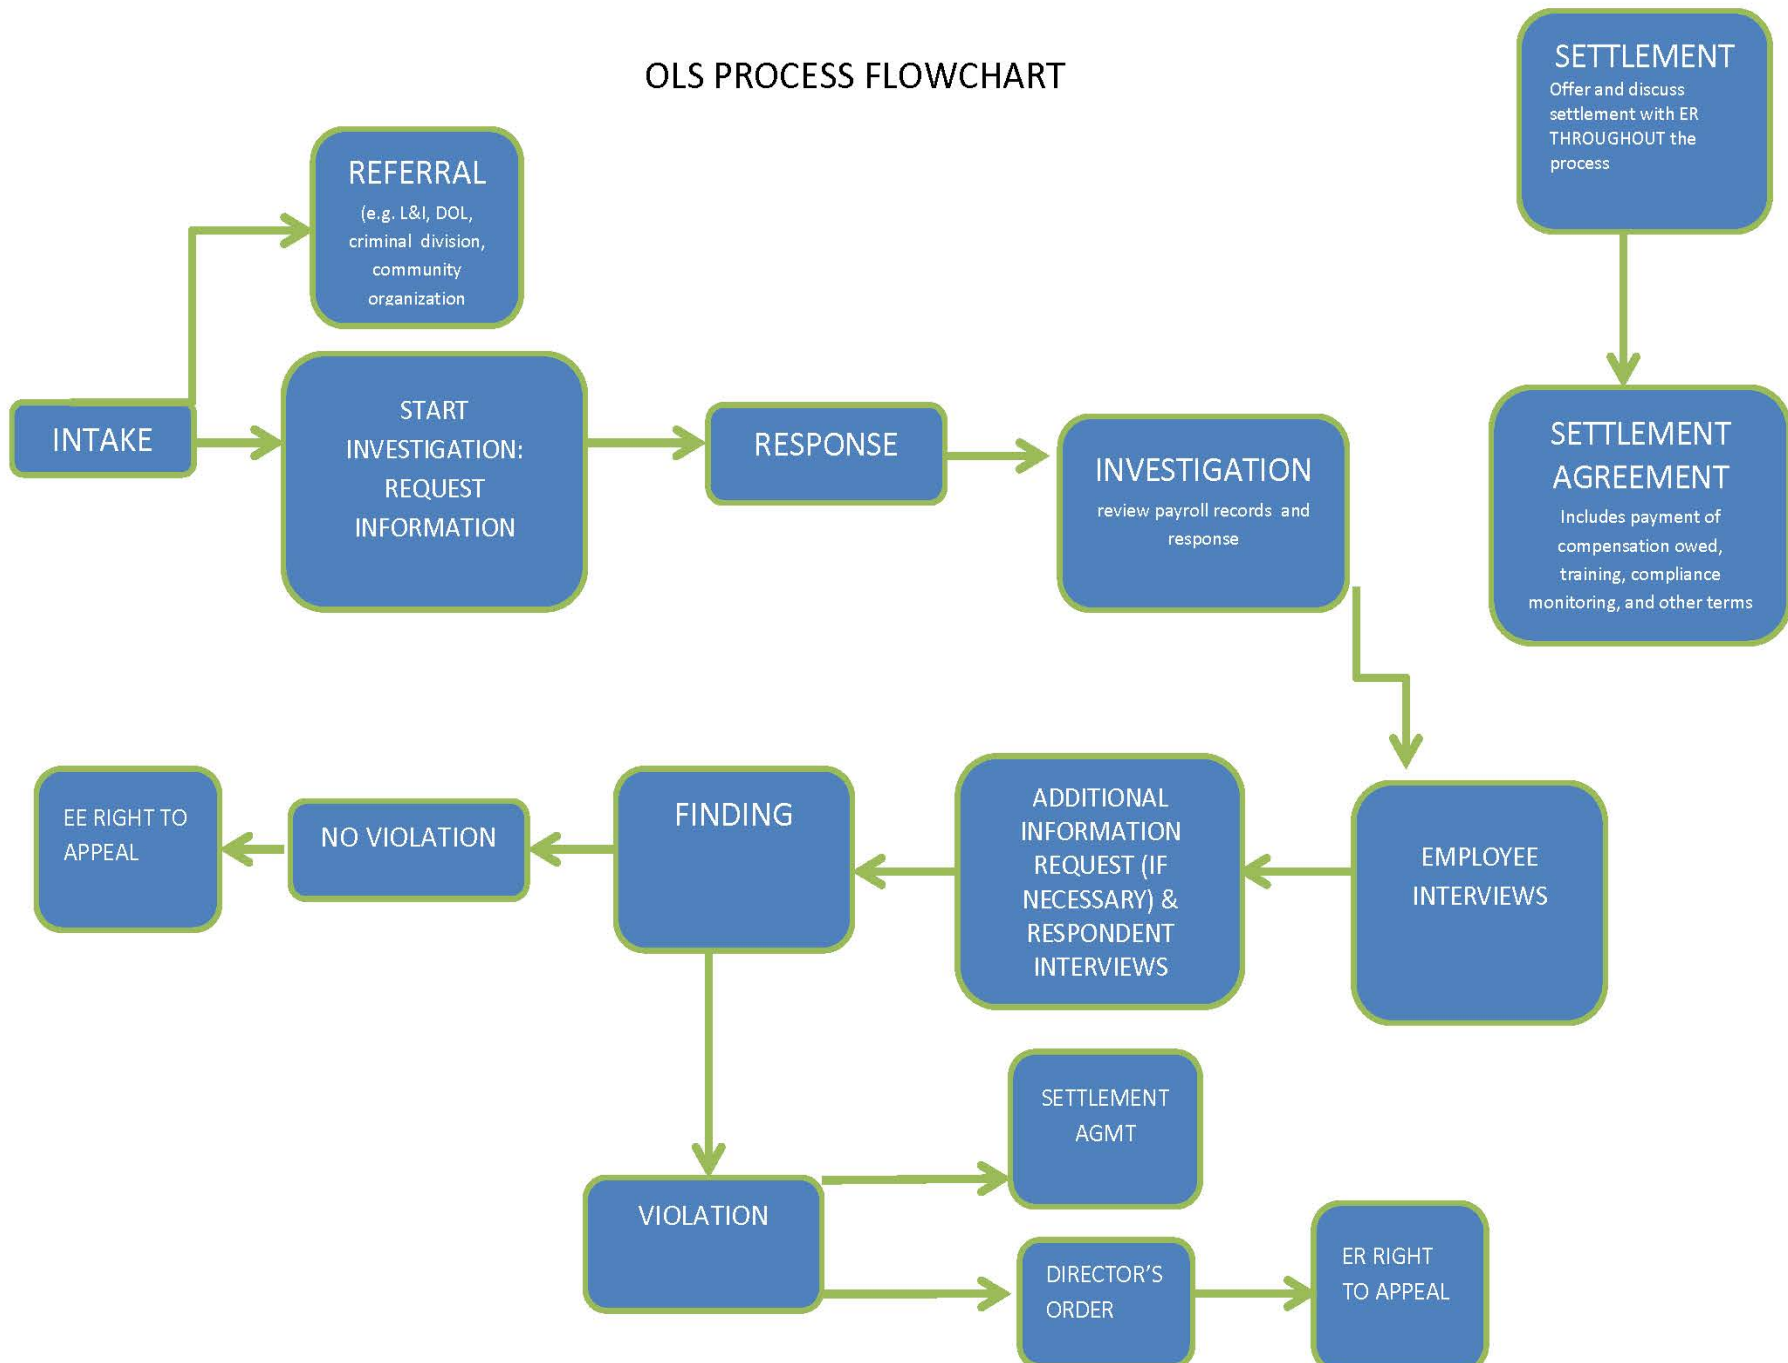 OLS PROCESS FLOWCHART
SETTLEMENT
Offer and discuss
settlement with ER
THROUGHOUT the
process
REFERRAL
(e.g. L&I, DOL,
criminal division,
community
organization
INTAKE
START
INVESTIGATION:
REQUEST
INFORMATION
RESPONSE
INVESTIGATION
review payroll records and
response
SETTLEMENT
AGREEMENT
Includes payment of
compensation owed,
training, compliance
monitoring, and other terms
EE RIGHT TO
APPEAL
NO VIOLATION
FINDING
ADDITIONAL
INFORMATION
REQUEST (IF
NECESSARY) &
RESPONDENT
INTERVIEWS
EMPLOYEE
INTERVIEWS
SETTLEMENT
AGMT
VIOLATION
DIRECTOR'S
ORDER
ER RIGHT
TO APPEAL